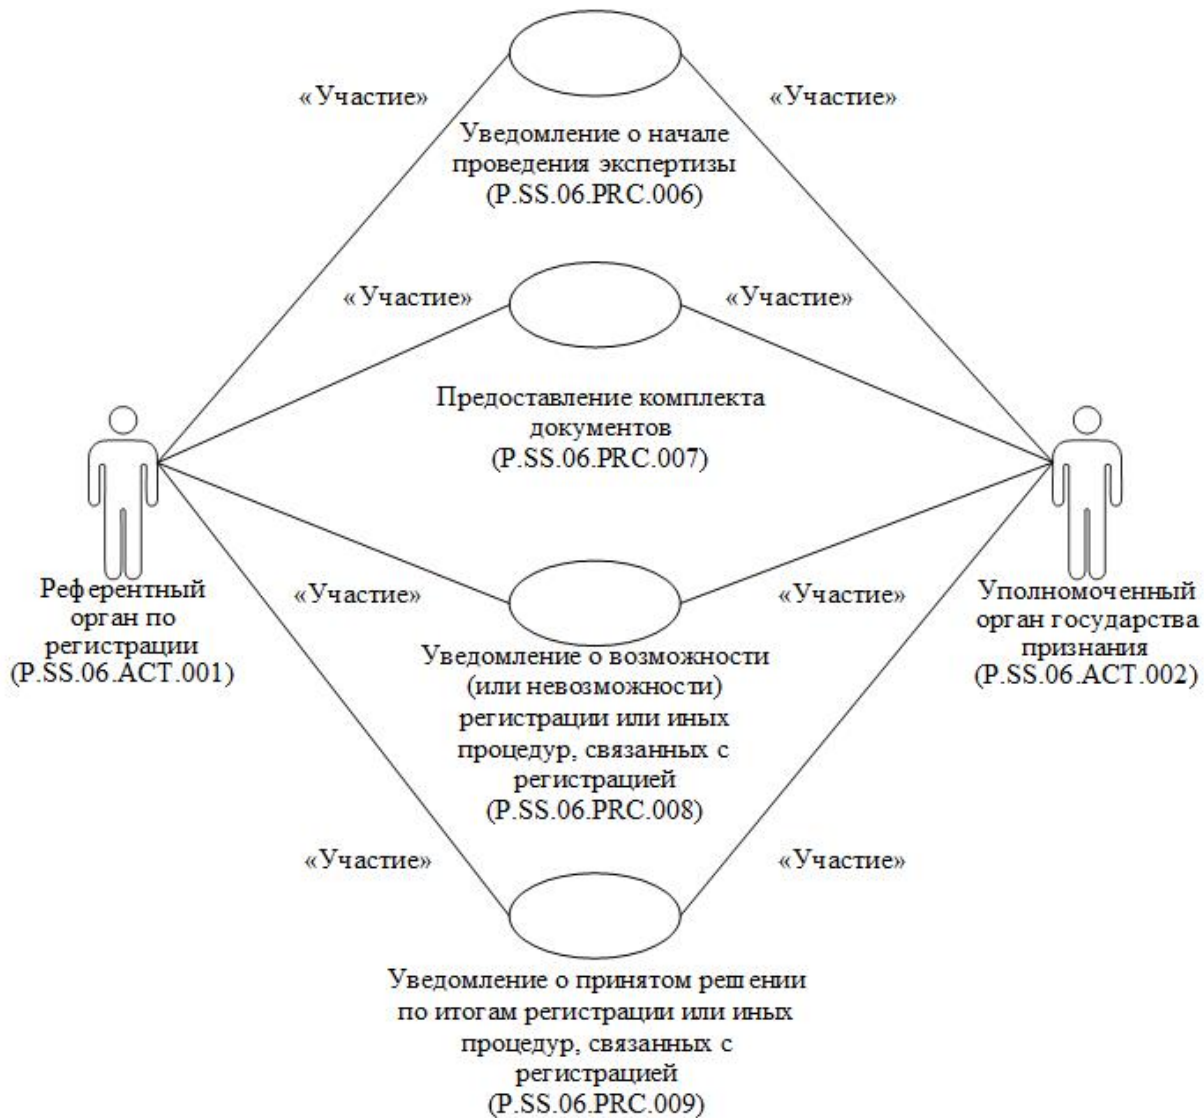 «Участие»
«Участие»
Уведомление о начале
проведения экспертизы
(P.SS.06.PRC.006)
«Участие»
«Участие»
Предоставление комплекта
документов
(P.SS.06.PRC.007)
Референтный
орган по
регистрации
(P.SS.06.ACT.001)
«Участие»
«Участие»
Уполномоченный
орган государства
признания
(P.SS.06.ACT.002)
Уведомление о возможности
(или невозможности)
регистрации или иных
процедур, связанных с
регистрацией
(P.SS.06.PRC.008)
«Участие»
«Участие»
Уведомление о принятом решении
по итогам регистрации или иных
процедур, связанных с
регистрацией
(P.SS.06.PRC.009)